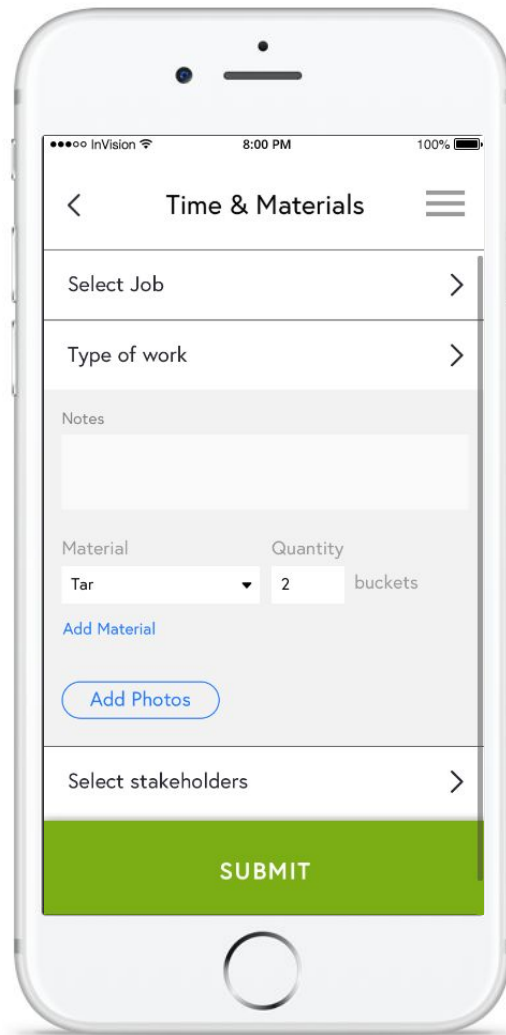 InVision 8:00 PM 100%
Time & Materials
Select Job
Type of work
Notes
Material Quantity
Tar 2 buckets
Add Material
Add Photos
Select stakeholders
SUBMIT